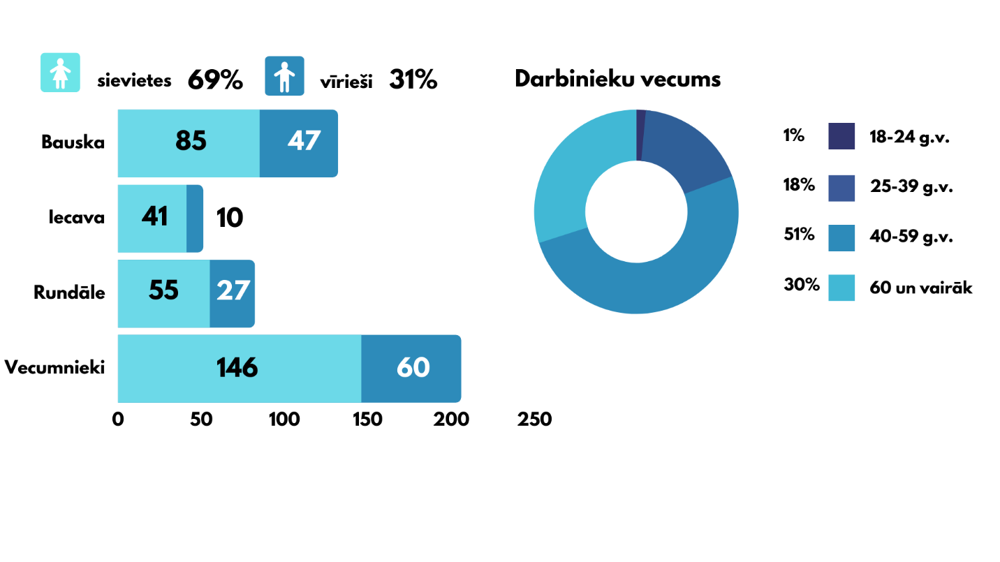 sievietes 69% vīrieši 31%
Bauska 85 47
Iecava 41 10
Rundāle 55 27
Vecumnieki 146 60
0 50 100 150 200 250
Darbinieku vecums
1% 18-24 g.v.
18% 25-39 g.v.
51% 40-59 g.v.
30% 60 un vairāk